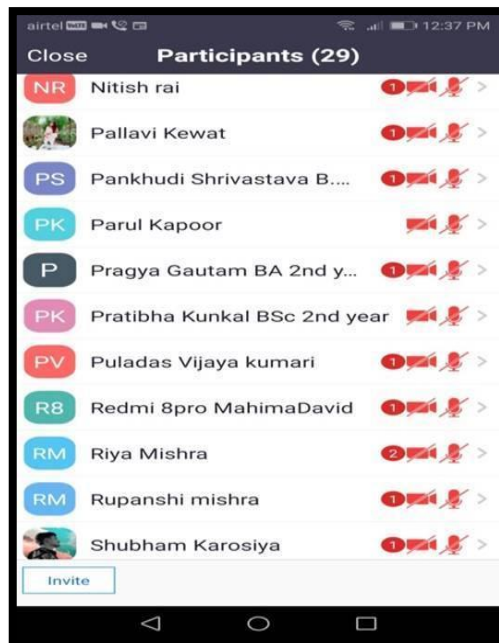 airtel VoLTE 12:37 PM
Close Participants (29)
NR Nitish rai 1
Pallavi Kewat 1
PS Pankhudi Shrivastava B.... 1
PK Parul Kapoor
P Pragya Gautam BA 2nd y... 1
PK Pratibha Kunkal BSc 2nd year
PV Puladas Vijaya kumari 1
R8 Redmi 8pro MahimaDavid 1
RM Riya Mishra 2
RM Rupanshi mishra 1
Shubham Karosiya 1
Invite